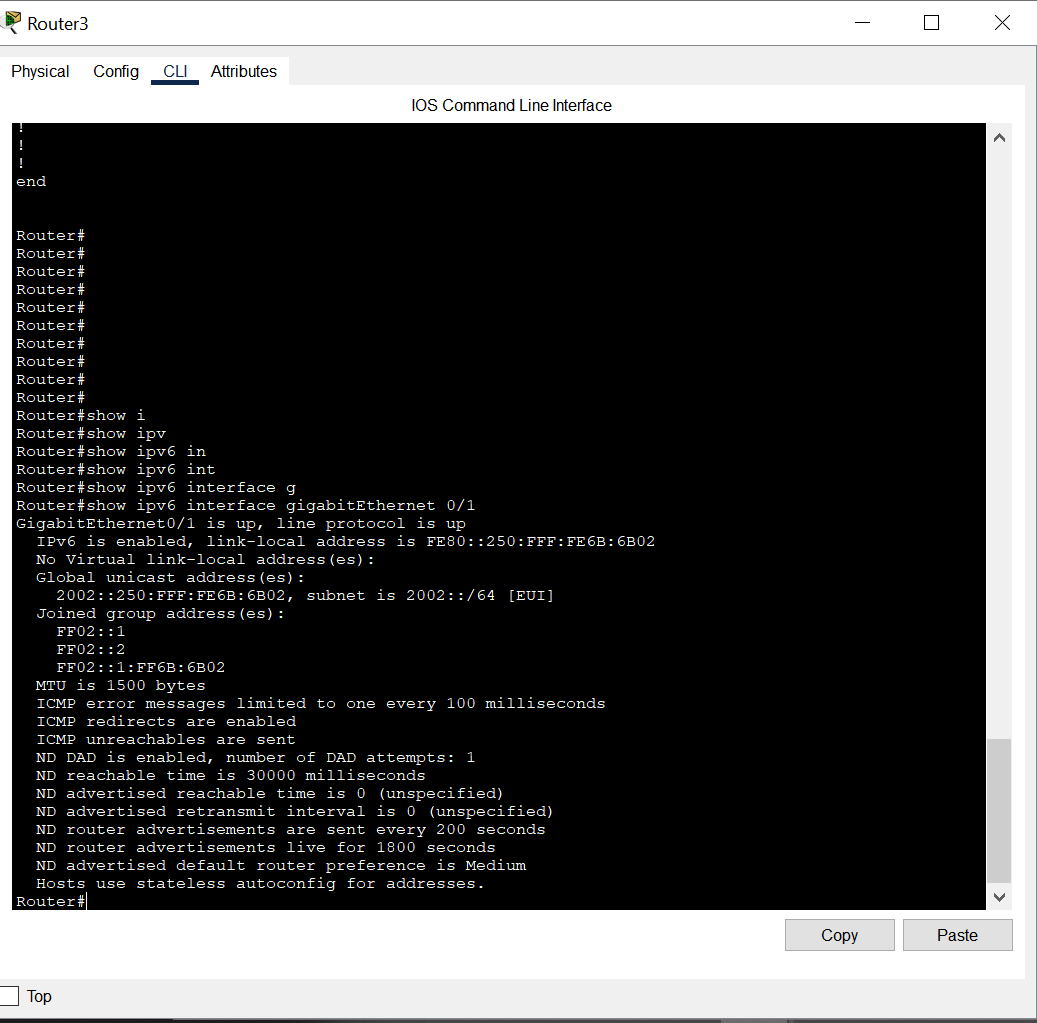 Router3
Physical Config CLI Attributes
IOS Command Line Interface
!
!
!
end
Router#
Router#
Router#
Router#
Router#
Router#
Router#
Router#
Router#
Router#
Router#show i
Router#show ipv
Router#show ipv6 in
Router#show ipv6 int
Router#show ipv6 interface g
Router#show ipv6 interface gigabitEthernet 0/1
GigabitEthernet0/1 is up, line protocol is up
IPv6 is enabled, link-local address is FE80::250:FFF:FE6B:6B02
No Virtual link-local address(es):
Global unicast address(es):
2002::250:FFF:FE6B:6B02, subnet is 2002::/64 [EUI]
Joined group address(es):
FF02::1
FF02::2
FF02::1:FF6B:6B02
MTU is 1500 bytes
ICMP error messages limited to one every 100 milliseconds
ICMP redirects are enabled
ICMP unreachables are sent
ND DAD is enabled, number of DAD attempts: 1
ND reachable time is 30000 milliseconds
ND advertised reachable time is 0 (unspecified)
ND advertised retransmit interval is 0 (unspecified)
ND router advertisements are sent every 200 seconds
ND router advertisements live for 1800 seconds
ND advertised default router preference is Medium
Hosts use stateless autoconfig for addresses.
Router#
Copy Paste
Top